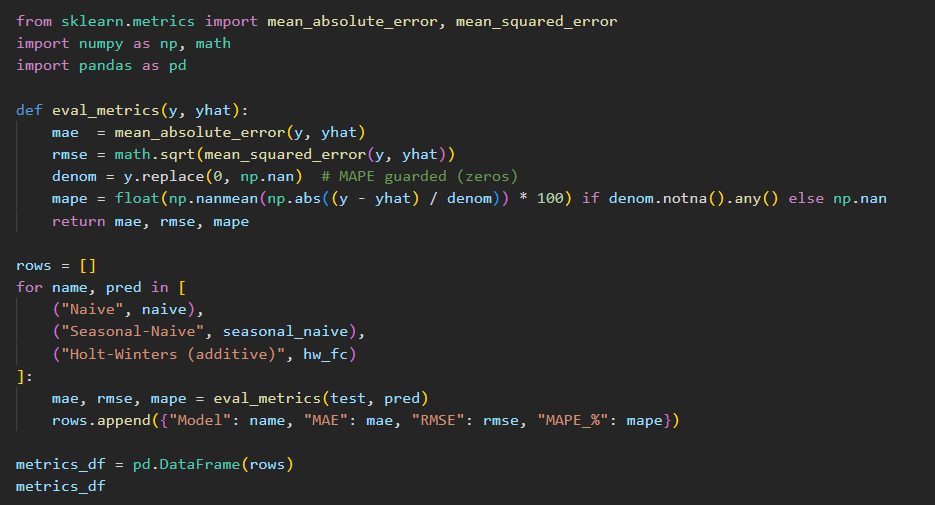 from sklearn.metrics import mean_absolute_error, mean_squared_error
import numpy as np, math
import pandas as pd

def eval_metrics(y, yhat):
    mae  = mean_absolute_error(y, yhat)
    rmse = math.sqrt(mean_squared_error(y, yhat))
    denom = y.replace(0, np.nan)  # MAPE guarded (zeros)
    mape = float(np.nanmean(np.abs((y - yhat) / denom)) * 100) if denom.notna().any() else np.nan
    return mae, rmse, mape

rows = []
for name, pred in [
    ("Naive", naive),
    ("Seasonal-Naive", seasonal_naive),
    ("Holt-Winters (additive)", hw_fc)
]:
    mae, rmse, mape = eval_metrics(test, pred)
    rows.append({"Model": name, "MAE": mae, "RMSE": rmse, "MAPE_%": mape})

metrics_df = pd.DataFrame(rows)
metrics_df